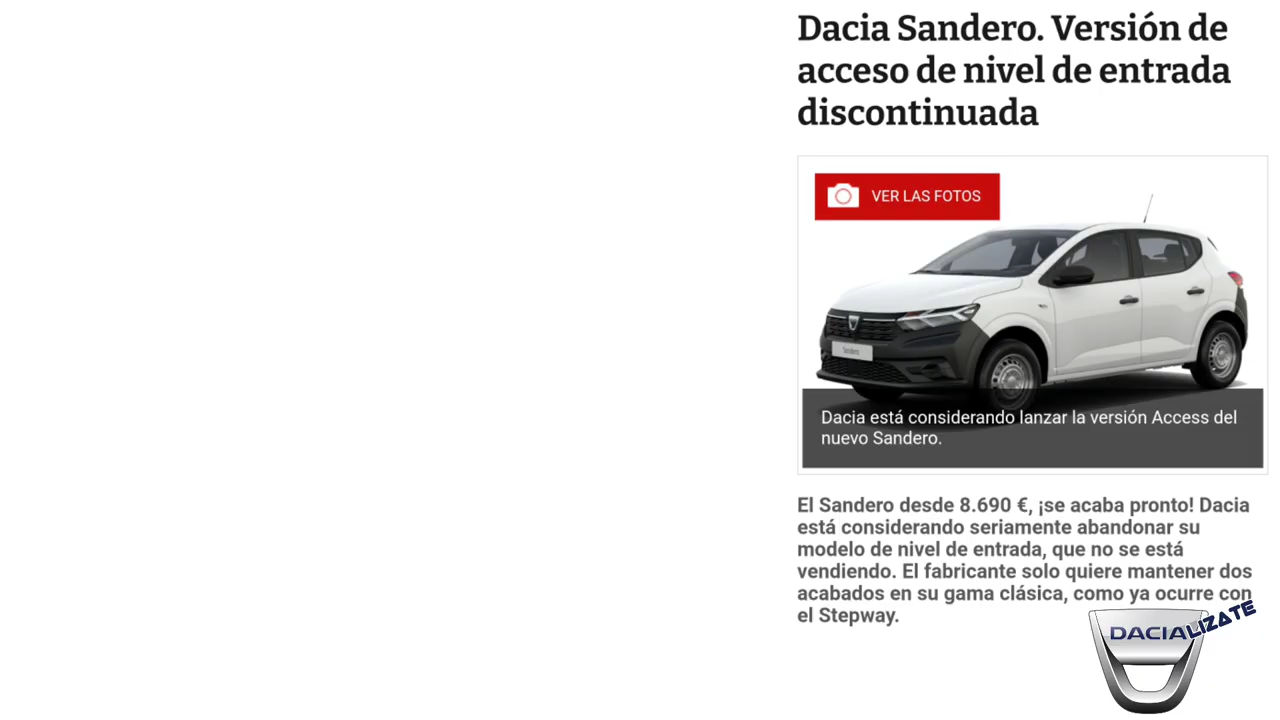 Dacia Sandero. Versión de
acceso de nivel de entrada
discontinuada
VER LAS FOTOS
Sandero
Dacia está considerando lanzar la versión Access del
nuevo Sandero.
El Sandero desde 8.690 €, ¡se acaba pronto! Dacia
está considerando seriamente abandonar su
modelo de nivel de entrada, que no se está
vendiendo. El fabricante solo quiere mantener dos
acabados en su gama clásica, como ya ocurre con
el Stepway.
DACIALIZATE